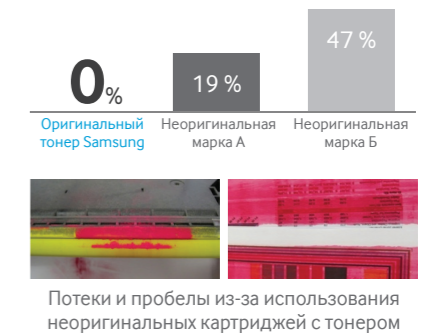 47 %
19 %
0%
Оригинальный
тонер Samsung
Неоригинальная
марка А
Неоригинальная
марка Б
Потеки и пробелы из-за использования
неоригинальных картриджей с тонером